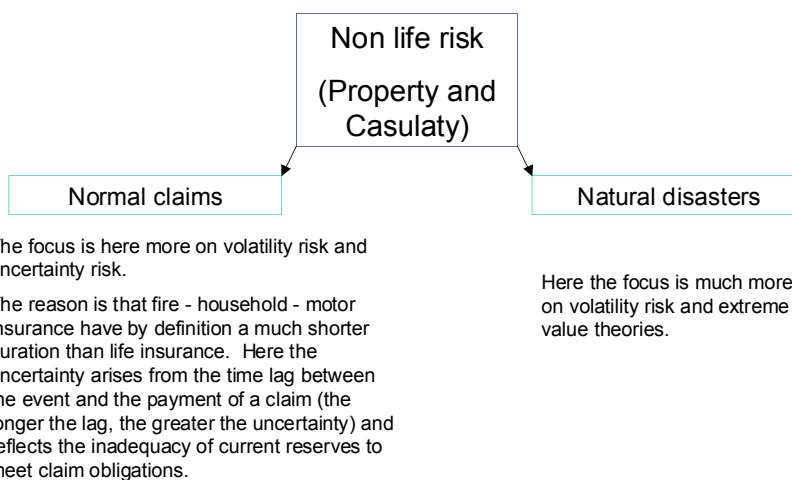 Non life risk
(Property and
Casulaty)
Normal claims
Natural disasters
he focus is here more on volatility risk and
ncertainty risk.
he reason is that fire - household - motor
nsurance have by definition a much shorter
uration than life insurance. Here the
ncertainty arises from the time lag between
he event and the payment of a claim (the
onger the lag, the greater the uncertainty) and
eflects the inadequacy of current reserves to
meet claim obligations.
Here the focus is much more
on volatility risk and extreme
value theories.